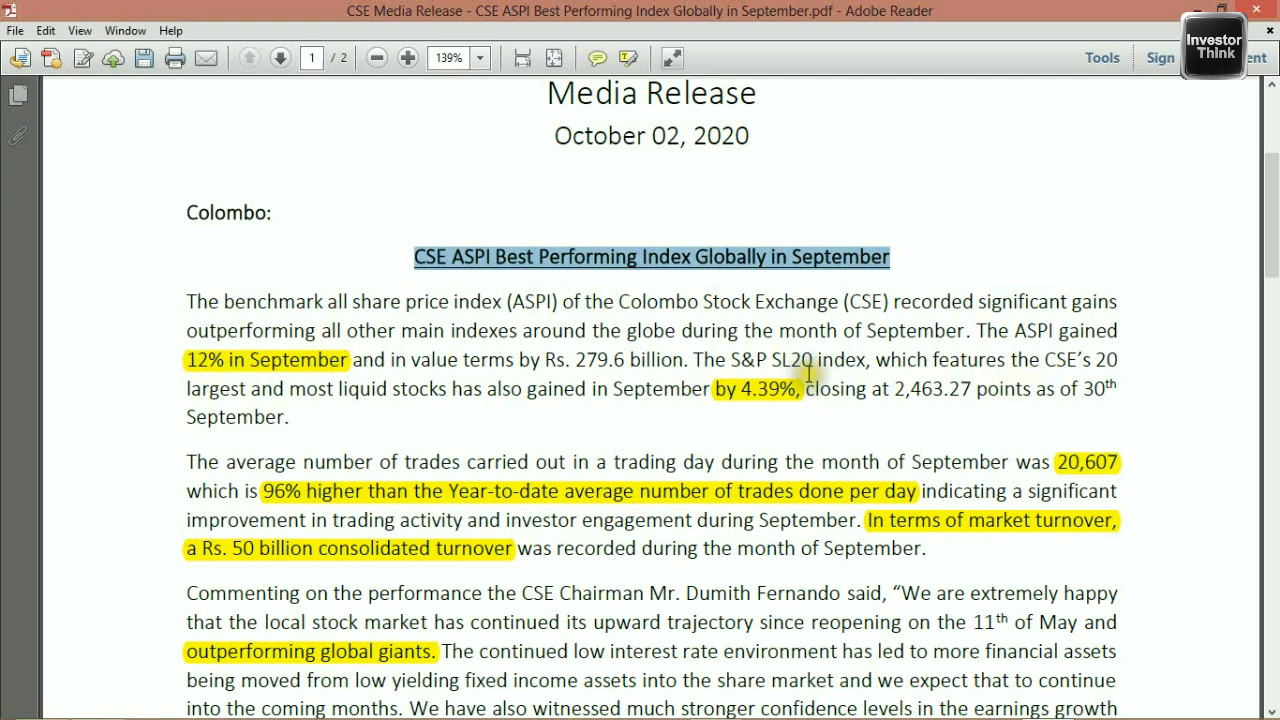 CSE Media Release - CSE ASPI Best Performing Index Globally in September.pdf - Adobe Reader
File Edit View Window Help
1 / 2 139% Tools Sign ent
Investor
Think
Media Release
October 02, 2020
Colombo:
CSE ASPI Best Performing Index Globally in September
The benchmark all share price index (ASPI) of the Colombo Stock Exchange (CSE) recorded significant gains
outperforming all other main indexes around the globe during the month of September. The ASPI gained
12% in September and in value terms by Rs. 279.6 billion. The S&P SL20 index, which features the CSE’s 20
largest and most liquid stocks has also gained in September by 4.39%, closing at 2,463.27 points as of 30th
September.
The average number of trades carried out in a trading day during the month of September was 20,607
which is 96% higher than the Year-to-date average number of trades done per day indicating a significant
improvement in trading activity and investor engagement during September. In terms of market turnover,
a Rs. 50 billion consolidated turnover was recorded during the month of September.
Commenting on the performance the CSE Chairman Mr. Dumith Fernando said, “We are extremely happy
that the local stock market has continued its upward trajectory since reopening on the 11th of May and
outperforming global giants. The continued low interest rate environment has led to more financial assets
being moved from low yielding fixed income assets into the share market and we expect that to continue
into the coming months. We have also witnessed much stronger confidence levels in the earnings growth